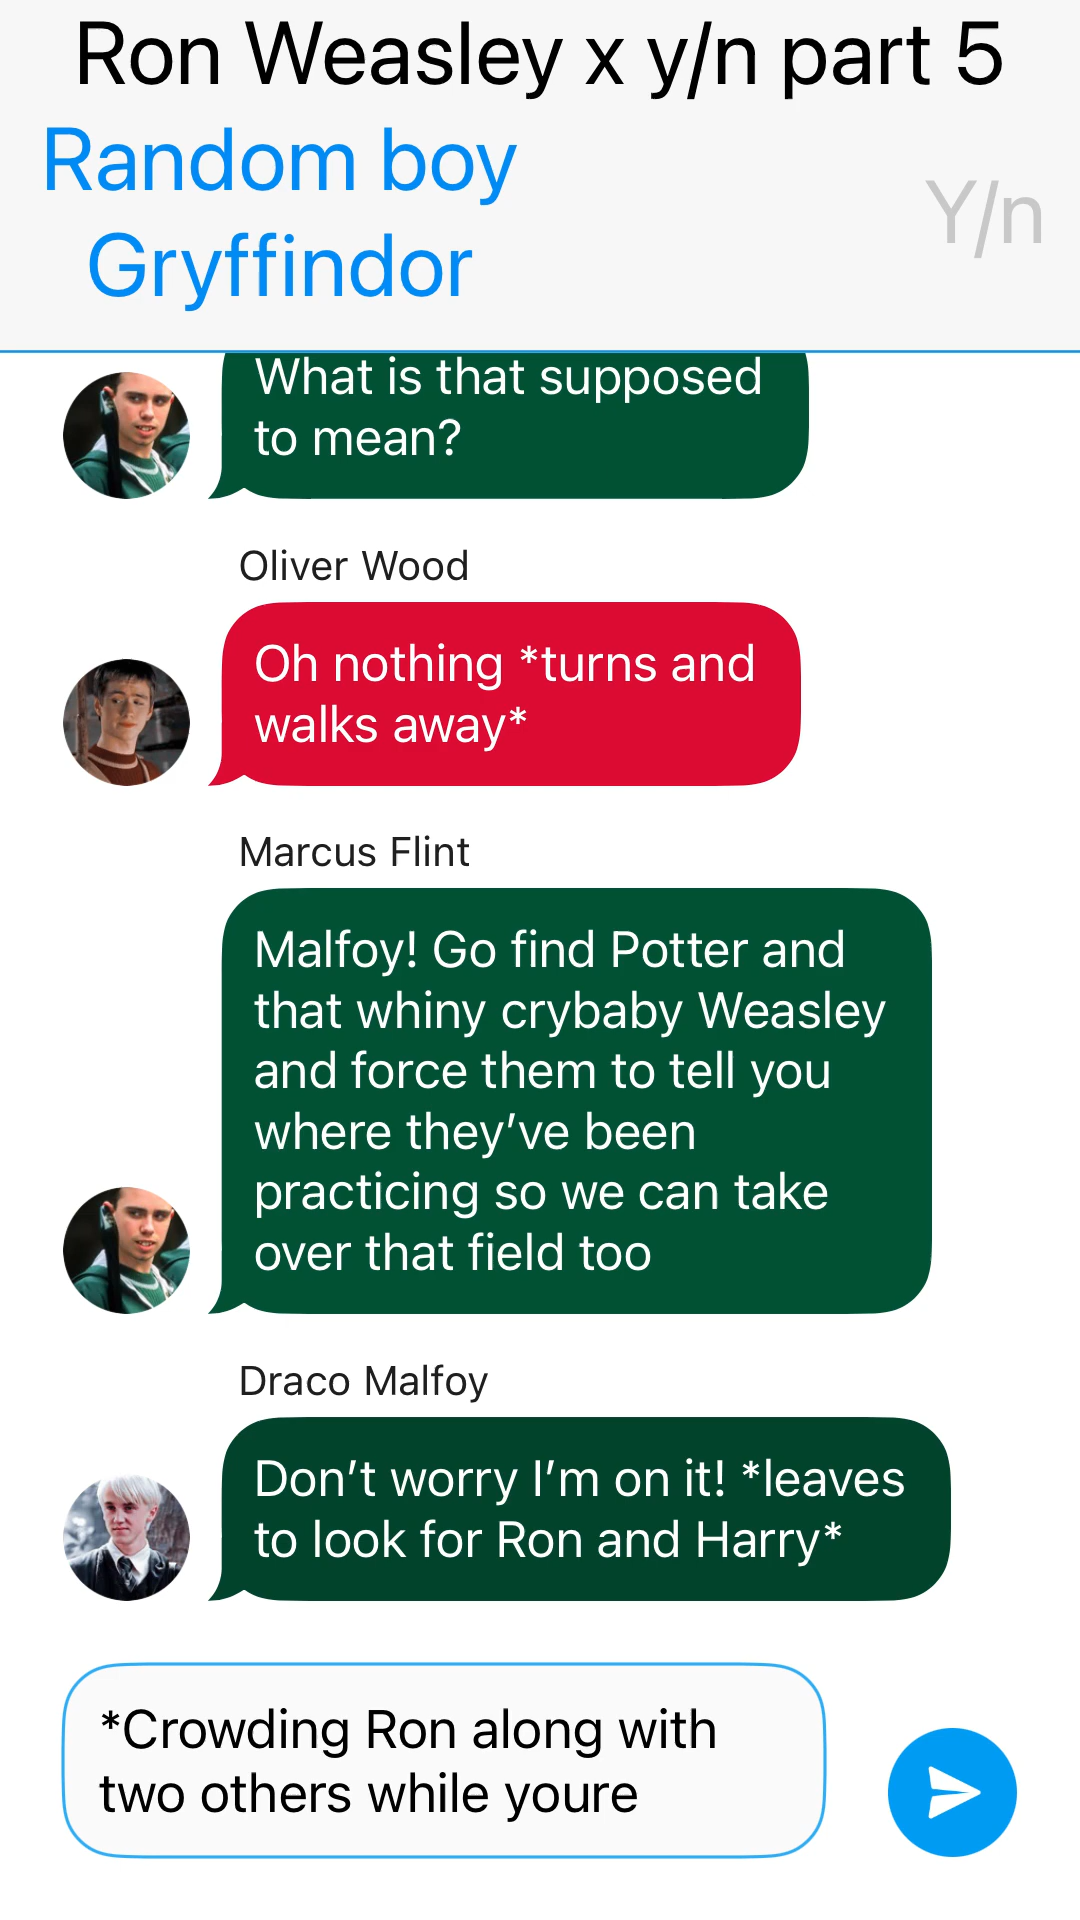 Ron Weasley x y/n part 5
Random boy
Gryffindor
Y/n
What is that supposed
to mean?
Oliver Wood
Oh nothing *turns and
walks away*
Marcus Flint
Malfoy! Go find Potter and
that whiny crybaby Weasley
and force them to tell you
where they’ve been
practicing so we can take
over that field too
Draco Malfoy
Don’t worry I’m on it! *leaves
to look for Ron and Harry*
*Crowding Ron along with
two others while youre